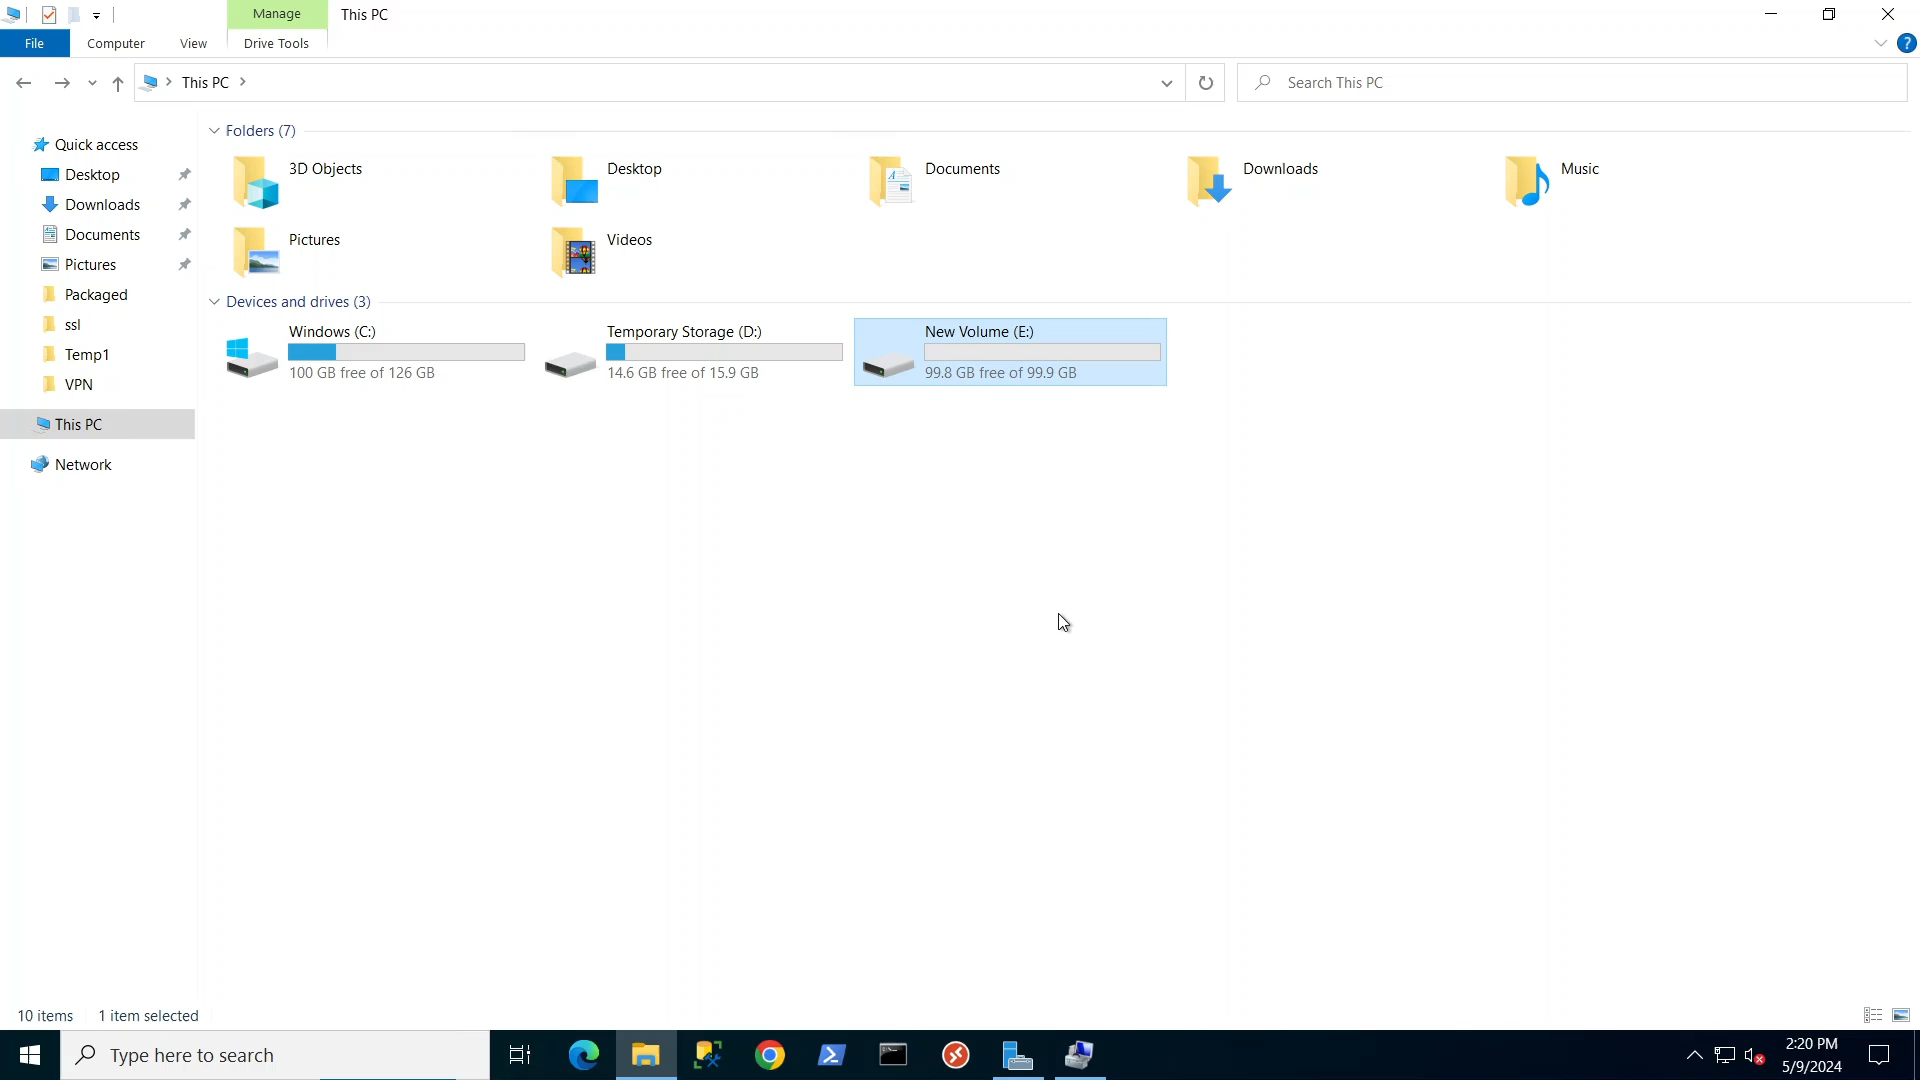 Manage
This PC
File
Computer
View
Drive Tools
This PC
Search This PC
Quick access
Desktop
Downloads
Documents
Pictures
Packaged
ssl
Temp1
VPN
This PC
Network
Folders (7)
3D Objects
Desktop
Documents
Downloads
Music
Pictures
Videos
Devices and drives (3)
Windows (C:)
100 GB free of 126 GB
Temporary Storage (D:)
14.6 GB free of 15.9 GB
New Volume (E:)
99.8 GB free of 99.9 GB
10 items
1 item selected
Type here to search
2:20 PM
5/9/2024